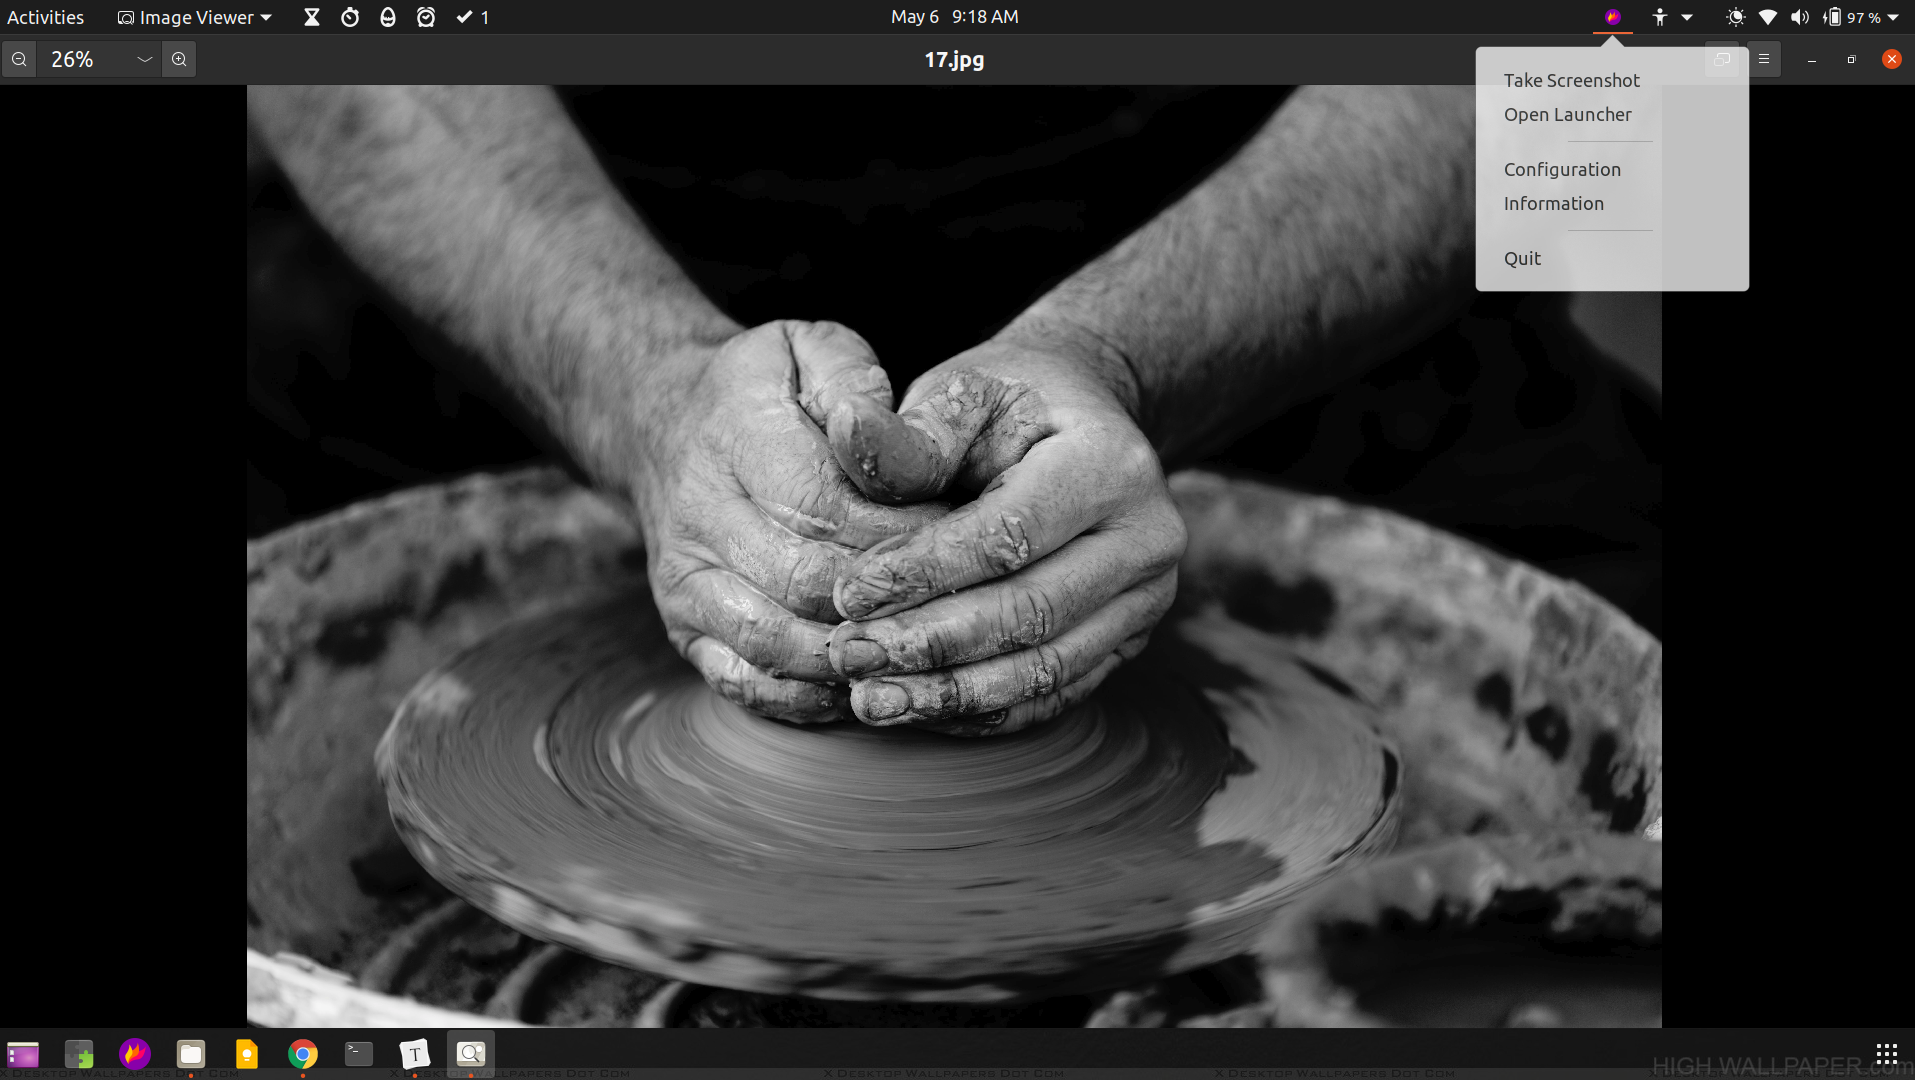 Activities
Image Viewer
1
May 6 9:18 AM
97 %
26%
17.jpg
Take Screenshot
Open Launcher
Configuration
Information
Quit
>_
T
HIGH WALLPAPER.com
X Desktop Wallpapers Dot Com
X Desktop Wallpapers Dot Com
X Desktop Wallpapers Dot Com
X Desktop Wallpapers Dot Com